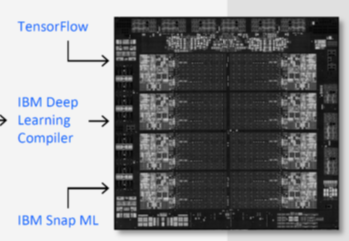 TensorFlow
IBM Deep
Learning
Compiler
IBM Snap ML